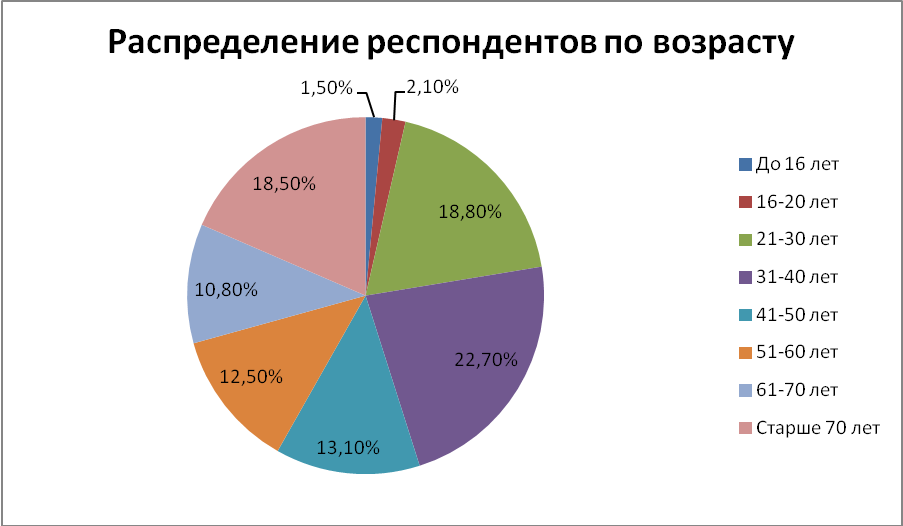 Распределение респондентов по возрасту
1,50%
2,10%
18,80%
22,70%
13,10%
12,50%
10,80%
18,50%
До 16 лет
16-20 лет
21-30 лет
31-40 лет
41-50 лет
51-60 лет
61-70 лет
Старше 70 лет